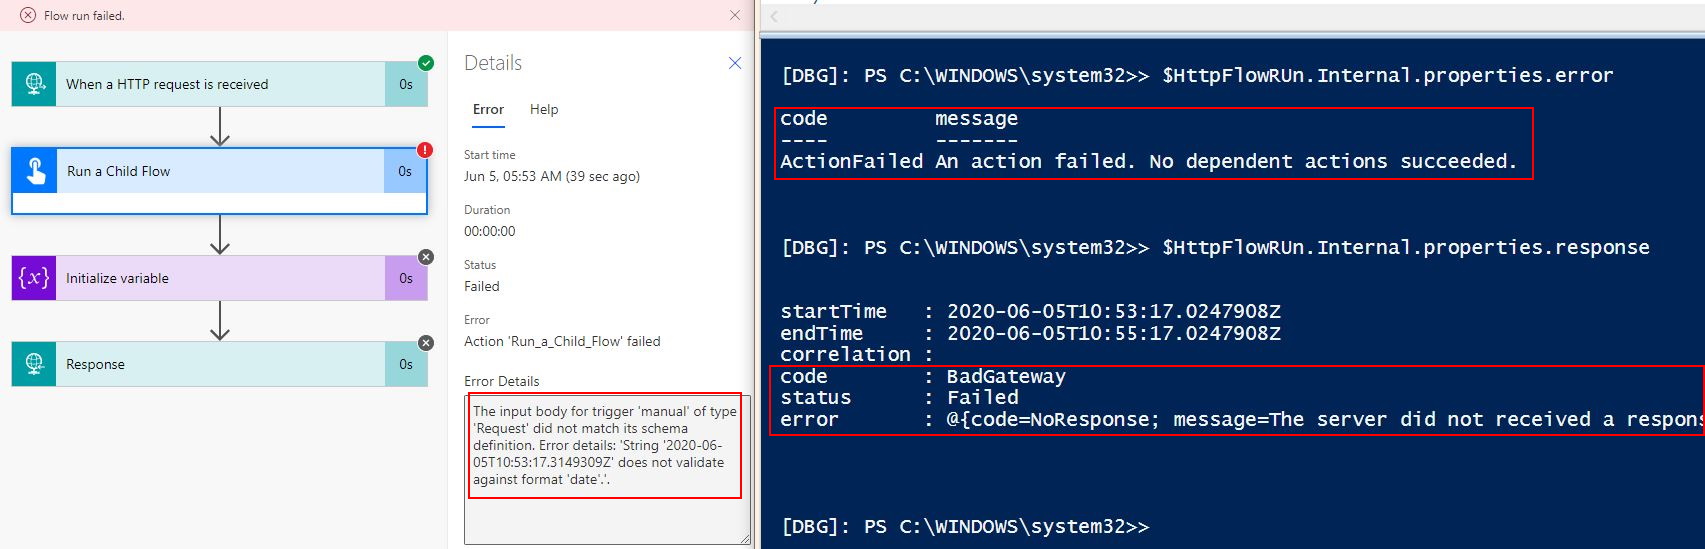 Flow run failed.
When a HTTP request is received
0s
Run a Child Flow
0s
{x}
Initialize variable
0s
Response
0s
Details
Error Help
Start time
Jun 5, 05:53 AM (39 sec ago)
Duration
00:00:00
Status
Failed
Error
Action 'Run_a_Child_Flow' failed
Error Details
The input body for trigger 'manual' of type
'Request' did not match its schema
definition. Error details: 'String '2020-06-
05T10:53:17.3149309Z' does not validate
against format 'date'.'.
[DBG]: PS C:\WINDOWS\system32>> $HttpFlowRUn.Internal.properties.error
code message
---- -------
ActionFailed An action failed. No dependent actions succeeded.
[DBG]: PS C:\WINDOWS\system32>> $HttpFlowRUn.Internal.properties.response
startTime : 2020-06-05T10:53:17.0247908Z
endTime : 2020-06-05T10:53:17.0247908Z
correlation :
code : BadGateway
status : Failed
error : @{code=NoResponse; message=The server did not received a respons
[DBG]: PS C:\WINDOWS\system32>>